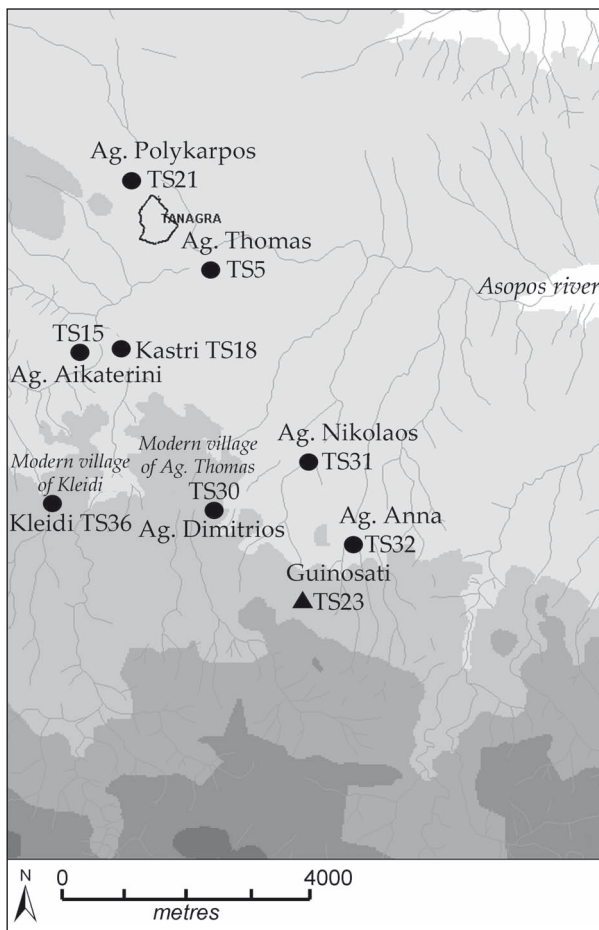 Ag. Polykarpos
TS21
TANAGRA
Ag. Thomas
TS5
Asopos river
TS15
Kastri TS18
Ag. Aikaterini
Ag. Nikolaos
TS31
Modern village
of Ag. Thomas
Modern village
of Kleidi
TS30
Kleidi TS36
Ag. Dimitrios
Ag. Anna
TS32
Guinosati
TS23
N
0 4000
metres